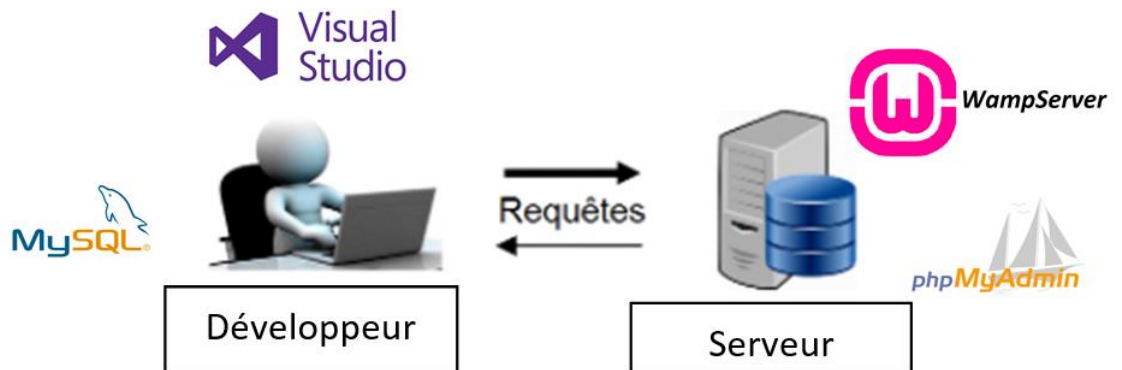 Visual
Studio
WampServer
MySQL®
Requêtes
phpMyAdmin
Développeur
Serveur